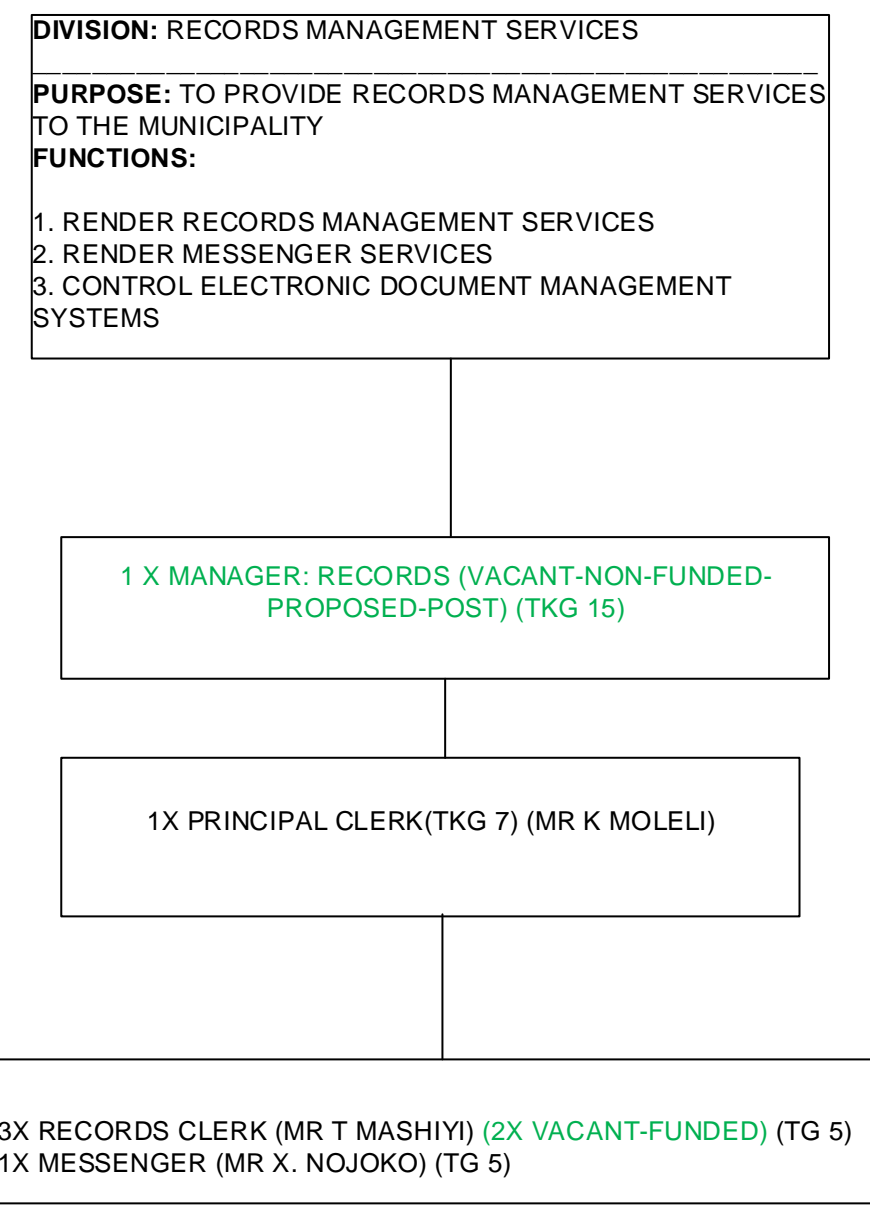 DIVISION: RECORDS MANAGEMENT SERVICES
PURPOSE: TO PROVIDE RECORDS MANAGEMENT SERVICES
TO THE MUNICIPALITY
FUNCTIONS:
1. RENDER RECORDS MANAGEMENT SERVICES
2. RENDER MESSENGER SERVICES
3. CONTROL ELECTRONIC DOCUMENT MANAGEMENT
SYSTEMS
1 X MANAGER: RECORDS (VACANT-NON-FUNDED-
PROPOSED-POST) (TKG 15)
1X PRINCIPAL CLERK(TKG 7) (MR K MOLELI)
3X RECORDS CLERK (MR T MASHIYI) (2X VACANT-FUNDED) (TG 5)
1X MESSENGER (MR X. NOJOKO) (TG 5)